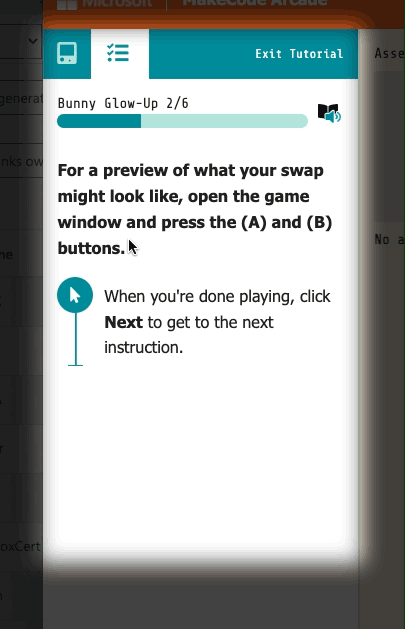 Microsoft
MakeCode Arcade
Exit Tutorial
Asse
Bunny Glow-Up 2/6
For a preview of what your swap
might look like, open the game
window and press the (A) and (B)
buttons.
No a
When you're done playing, click
Next to get to the next
instruction.
oxCert